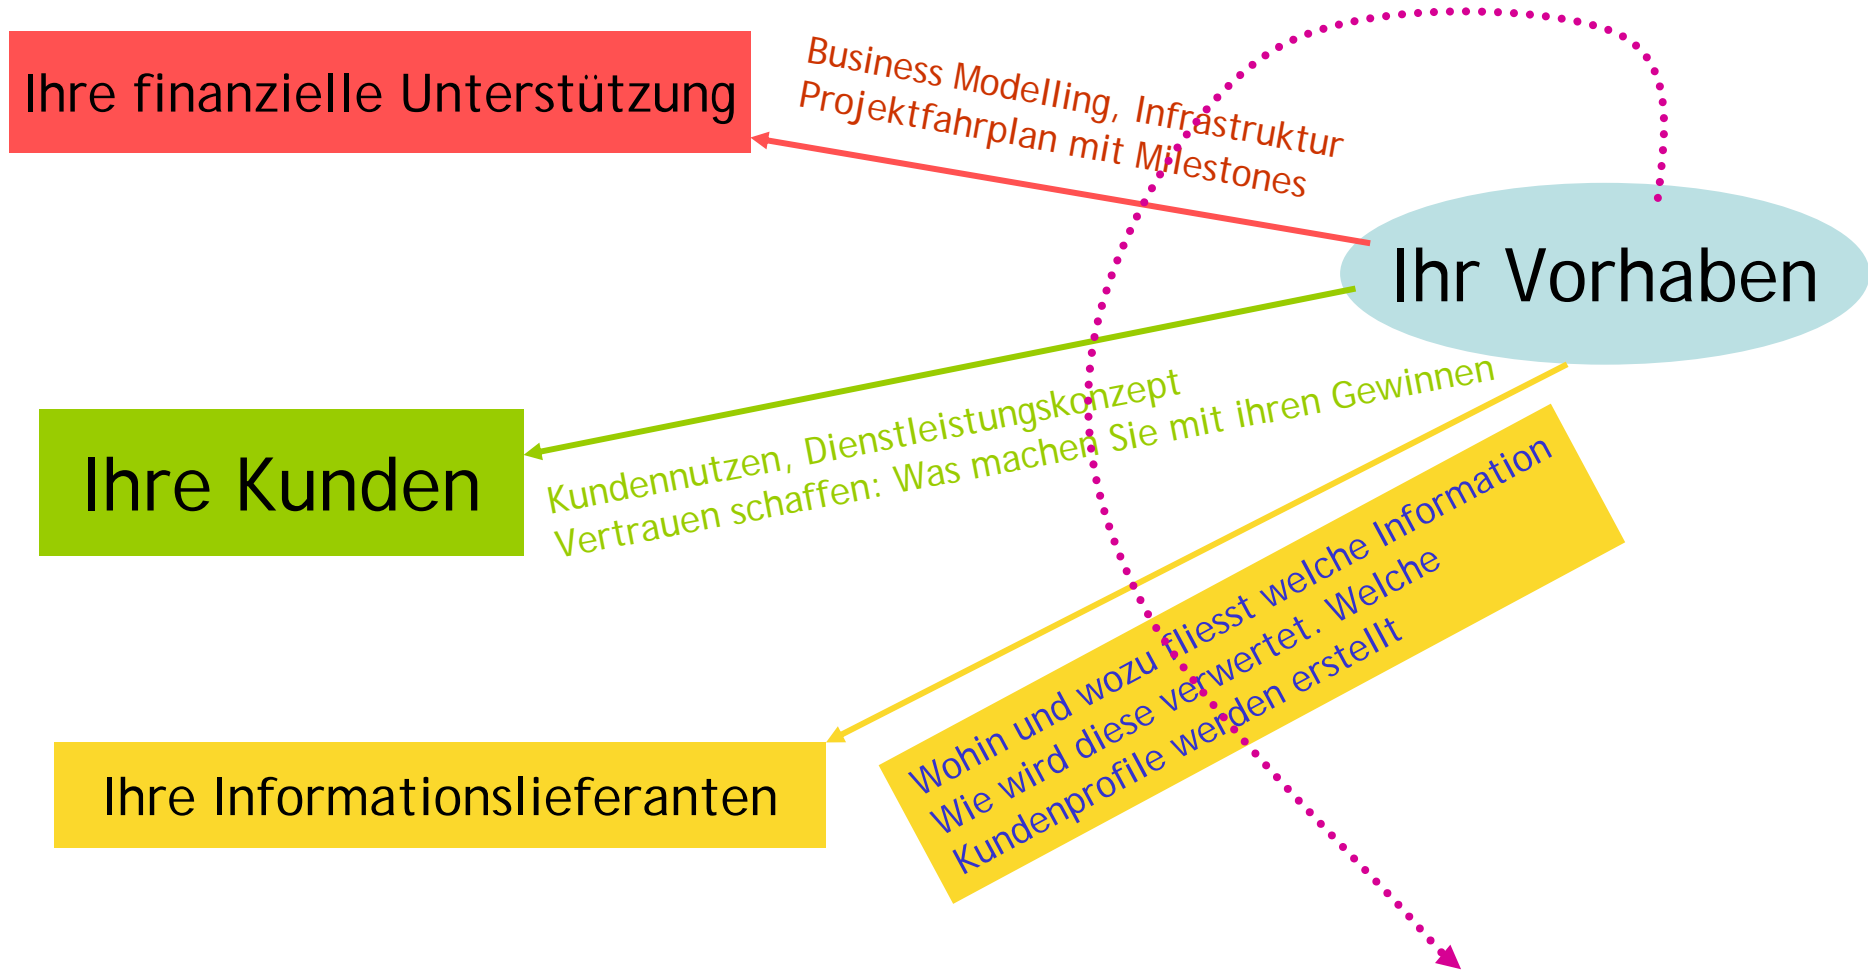 Ihre finanzielle Unterstützung
Business Modelling, Infrastruktur
Projektfahrplan mit Milestones
Ihr Vorhaben
Ihre Kunden
Kundennutzen, Dienstleistungskonzept
Vertrauen schaffen: Was machen Sie mit ihren Gewinnen
Wohin und wozu fliesst welche Information
Wie wird diese verwertet. Welche
Kundenprofile werden erstellt
Ihre Informationslieferanten